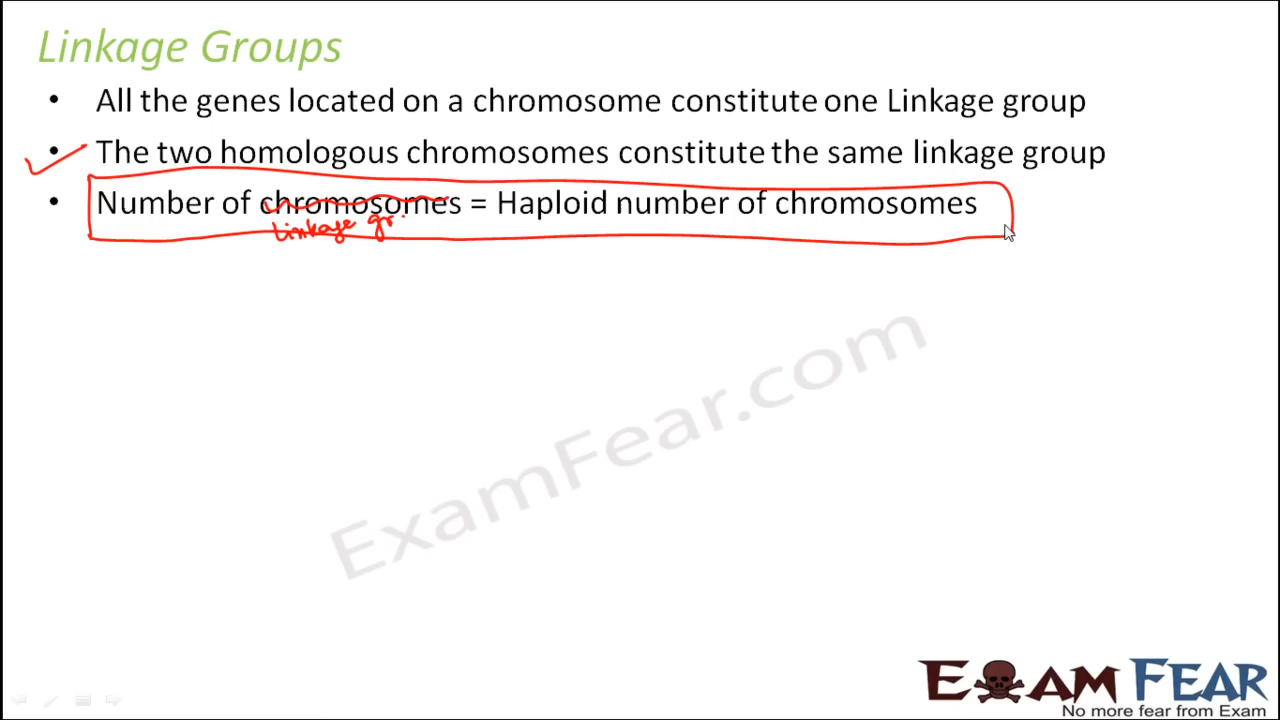 Linkage Groups
• All the genes located on a chromosome constitute one Linkage group
• The two homologous chromosomes constitute the same linkage group
• Number of chromosomes = Haploid number of chromosomes
Linkage gr.
ExamFear.com
EXAM FEAR
No more fear from Exam